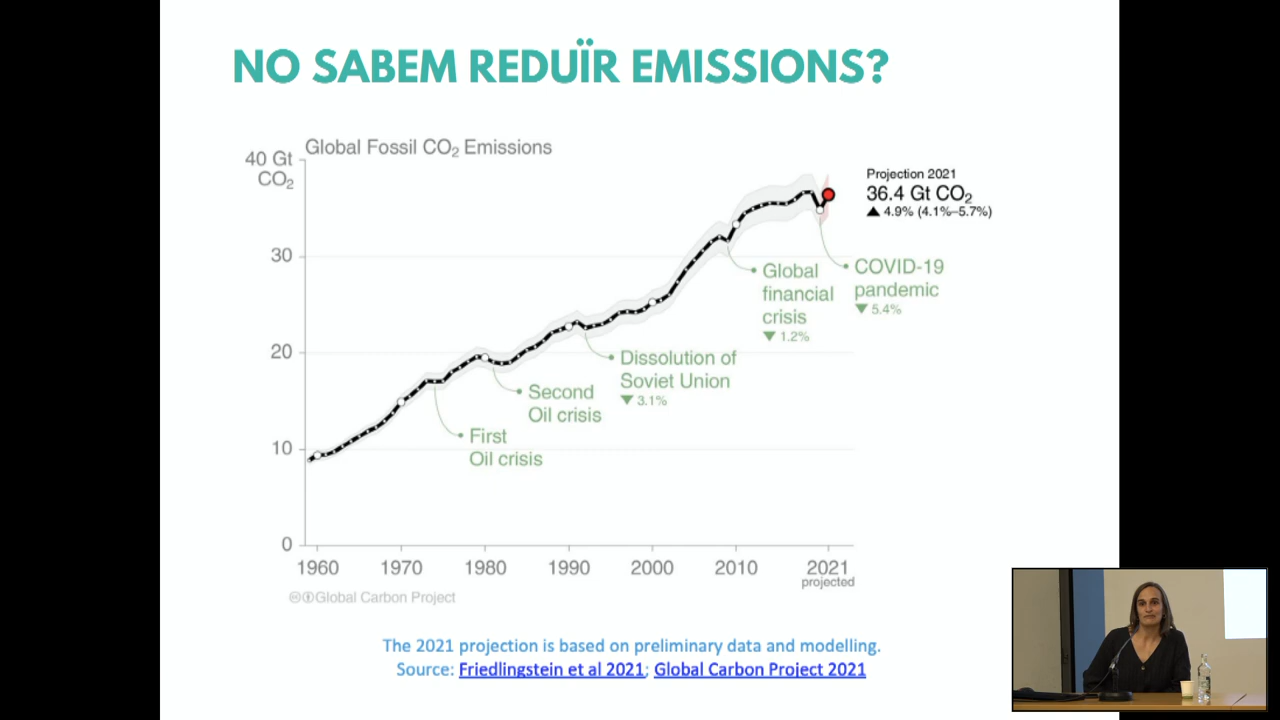 NO SABEM REDUÏR EMISSIONS?
Global Fossil CO₂ Emissions
40 Gt
CO₂
30
20
10
0
Projection 2021
36.4 Gt CO₂
▲ 4.9% (4.1%–5.7%)
COVID-19
pandemic
▼ 5.4%
Global
financial
crisis
▼ 1.2%
Dissolution of
Soviet Union
▼ 3.1%
Second
Oil crisis
First
Oil crisis
1960 1970 1980 1990 2000 2010 2021
projected
Global Carbon Project
The 2021 projection is based on preliminary data and modelling.
Source: Friedlingstein et al 2021; Global Carbon Project 2021